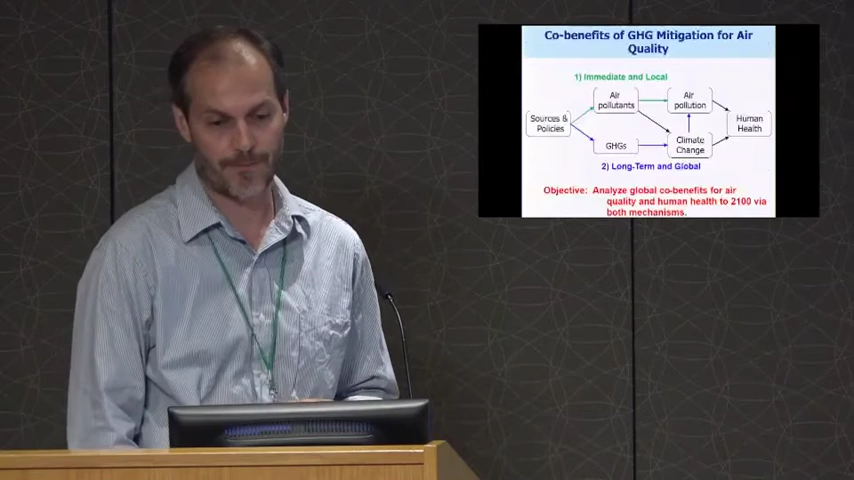 Co-benefits of GHG Mitigation for Air
Quality
1) Immediate and Local
Air
pollutants
Air
pollution
Sources &
Policies
Human
Health
GHGs
Climate
Change
2) Long-Term and Global
Objective: Analyze global co-benefits for air
quality and human health to 2100 via
both mechanisms.